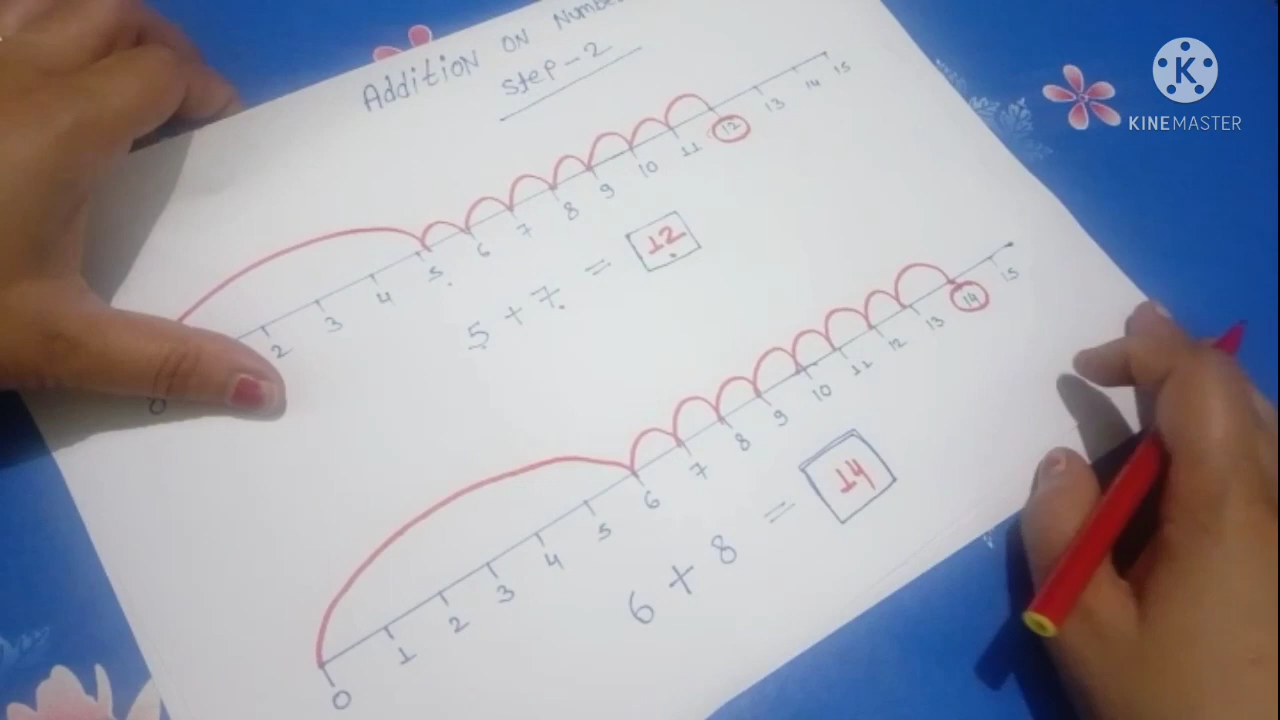 Addition ON Number
Step-2
0 2 3 4 5 6 7 8 9 10 11 12 13 14 15
5 + 7 = 12
0 1 2 3 4 5 6 7 8 9 10 11 12 13 14 15
6 + 8 = 14
KINEMASTER